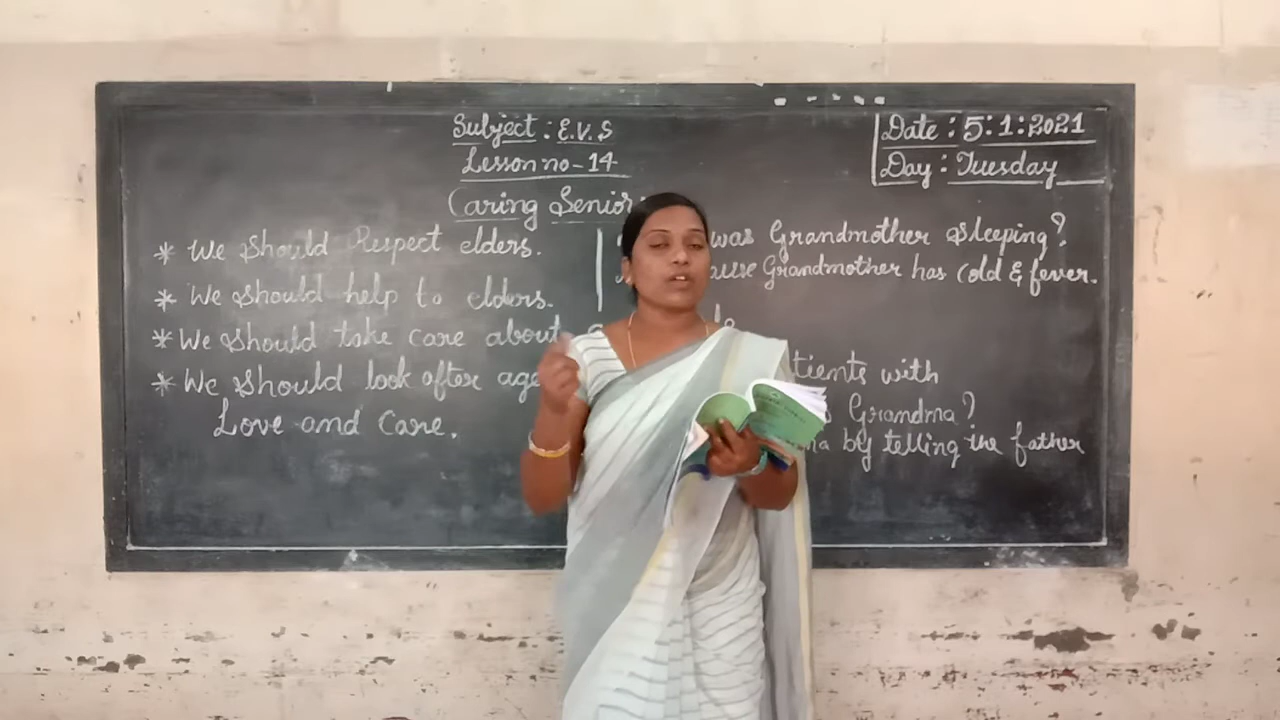 Subject : E.V.S
Lesson no - 14
Date : 5:1:2021
Day : Tuesday
Caring Senior
* We Should Respect elders.
* We Should help to elders.
* We Should take care about
* We Should look after
Love and Care.
was Grandmother Sleeping?
Grandmother has Cold & fever.
with
Grandma?
by telling the father